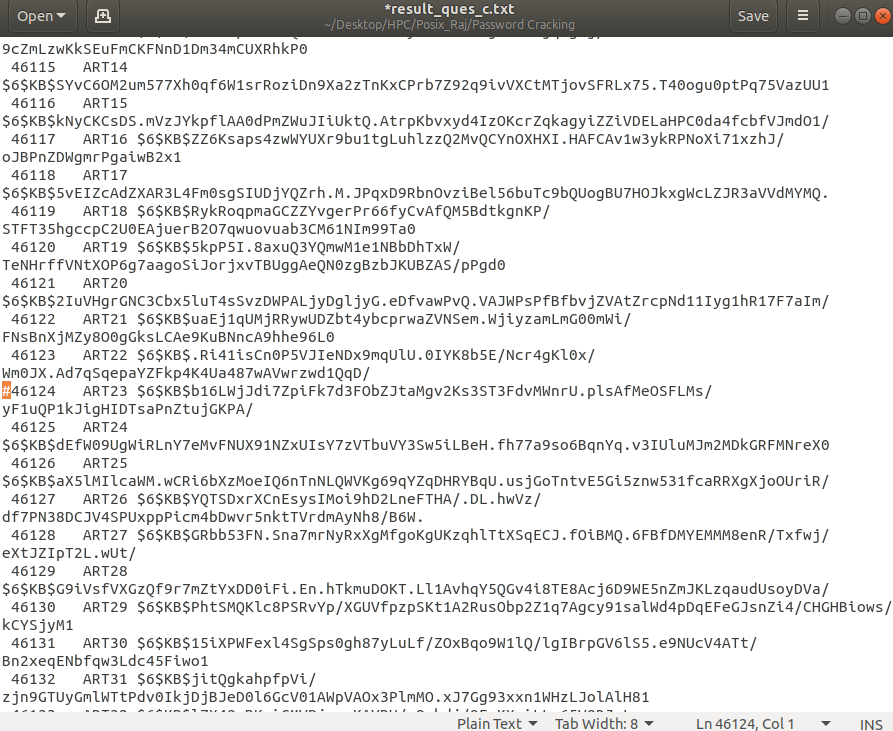 Open
*result_ques_c.txt
~/Desktop/HPC/Posix_Raj/Password Cracking
Save
9cZmLzwKkSEuFmCKFNnD1Dm34mCUXRhkP0
46115 ART14
$6$KB$SYvC6OM2um577Xh0qf6W1srRoziDn9Xa2zTnKxCPrb7Z92q9ivVXCtMTjovSFRLx75.T40ogu0ptPq75VazUU1
46116 ART15
$6$KB$kNyCKCsDS.mVzJYkpflAA0dPmZWuJIiUktQ.AtrpKbvxyd4IzOKcrZqkagyiZZiVDELaHPC0da4fcbfVJmdO1/
46117 ART16 $6$KB$ZZ6Ksaps4zwWYUXr9bu1tgLuhlzzQ2MvQCYnOXHXI.HAFCAv1w3ykRPNoXi71xzhJ/
oJBPnZDWgmrPgaiwB2x1
46118 ART17
$6$KB$5vEIZcAdZXAR3L4Fm0sgSIUDjYQZrh.M.JPqxD9RbnOvziBel56buTc9bQUogBU7HOJkxgWcLZJR3aVVdMYMQ.
46119 ART18 $6$KB$RykRoqpmaGCZZYvgerPr66fyCvAfQM5BdtkgnKP/
STFT35hgccpC2U0EAjuerB2O7qwuovuab3CM61NIm99Ta0
46120 ART19 $6$KB$5kpP5I.8axuQ3YQmwM1e1NBbDhTxW/
TeNHrffVNtXOP6g7aagoSiJorjxvTBUggAeQN0zgBzbJKUBZAS/pPgd0
46121 ART20
$6$KB$2IuVHgrGNC3Cbx5luT4sSvzDWPALjyDgljyG.eDfvawPvQ.VAJWPsPfBfbvjZVAtZrcpNd11Iyg1hR17F7aIm/
46122 ART21 $6$KB$uaEj1qUMjRRywUDZbt4ybcprwaZVNSem.WjiyzamLmG00mWi/
FNsBnXjMZy8O0gGksLCAe9KuBNncA9hhe96L0
46123 ART22 $6$KB$.Ri41isCn0P5VJIeNDx9mqUlU.0IYK8b5E/Ncr4gKl0x/
Wm0JX.Ad7qSqepaYZFkp4K4Ua487wAVwrzwd1QqD/
#46124 ART23 $6$KB$b16LWjJdi7ZpiFk7d3FObZJtaMgv2Ks3ST3FdvMWnrU.plsAfMeOSFLMs/
yF1uQP1kJigHIDTsaPnZtujGKPA/
46125 ART24
$6$KB$dEfW09UgWiRLnY7eMvFNUX91NZxUIsY7zVTbuVY3Sw5iLBeH.fh77a9so6BqnYq.v3IUluMJm2MDkGRFMNreX0
46126 ART25
$6$KB$aX5lMIlcaWM.wCRi6bXzMoeIQ6nTnNLQWVKg69qYZqDHRYBqU.usjGoTntvE5Gi5znw531fcaRRXgXjoOUriR/
46127 ART26 $6$KB$YQTSDxrXCnEsysIMoi9hD2LneFTHA/.DL.hwVz/
df7PN38DCJV4SPUxppPicm4bDwvr5nktTVrdmAyNh8/B6W.
46128 ART27 $6$KB$GRbb53FN.Sna7mrNyRxXgMfgoKgUKzqhlTtXSqECJ.fOiBMQ.6FBfDMYEMMM8enR/Txfwj/
eXtJZIpT2L.wUt/
46129 ART28
$6$KB$G9iVsfVXGzQf9r7mZtYxDD0iFi.En.hTkmuDOKT.Ll1AvhqY5QGv4i8TE8Acj6D9WE5nZmJKLzqaudUsoyDVa/
46130 ART29 $6$KB$PhtSMQKlc8PSRvYp/XGUVfpzpSKt1A2RusObp2Z1q7Agcy91salWd4pDqEFeGJsnZi4/CHGHBiows/
kCYSjyM1
46131 ART30 $6$KB$15iXPWFexl4SgSps0gh87yLuLf/ZOxBqo9W1lQ/lgIBrpGV6lS5.e9NUcV4ATt/
Bn2xeqENbfqw3Ldc45Fiwo1
46132 ART31 $6$KB$jitQgkahpfpVi/
zjn9GTUyGmlWTtPdv0IkjDjBJeD0l6GcV01AWpVAOx3PlmMO.xJ7Gg93xxn1WHzLJolAlH81
Plain Text
Tab Width: 8
Ln 46124, Col 1
INS